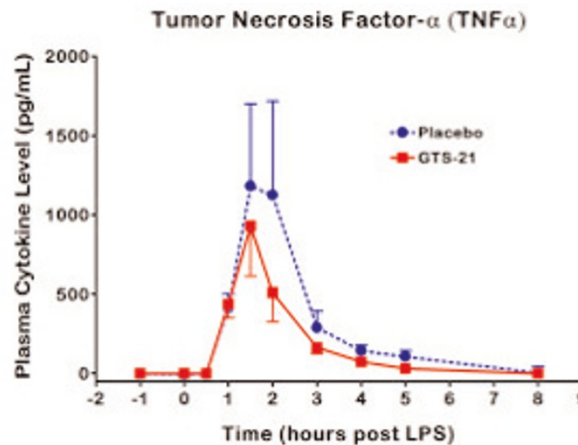 Tumor Necrosis Factor-α (TNFα)
Plasma Cytokine Level (pg/mL)
2000
1500
1000
500
0
Placebo
GTS-21
-2 -1 0 1 2 3 4 5 6 7 8 9
Time (hours post LPS)